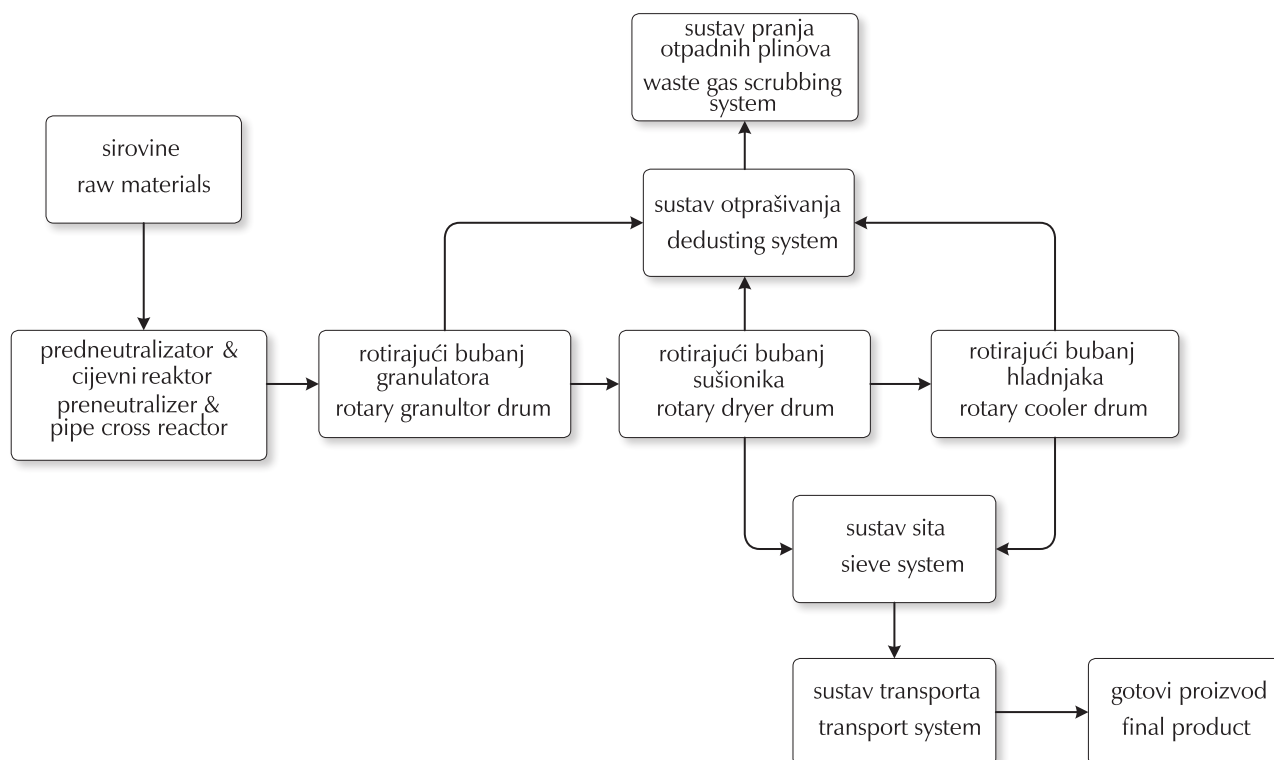 sustav pranja
otpadnih plinova
waste gas scrubbing
system
sirovine
raw materials
sustav otprašivanja
dedusting system
predneutralizator &
cijevni reaktor
preneutralizer &
pipe cross reactor
rotirajući bubanj
granulatora
rotary granultor drum
rotirajući bubanj
sušionika
rotary dryer drum
rotirajući bubanj
hladnjaka
rotary cooler drum
sustav sita
sieve system
sustav transporta
transport system
gotovi proizvod
final product